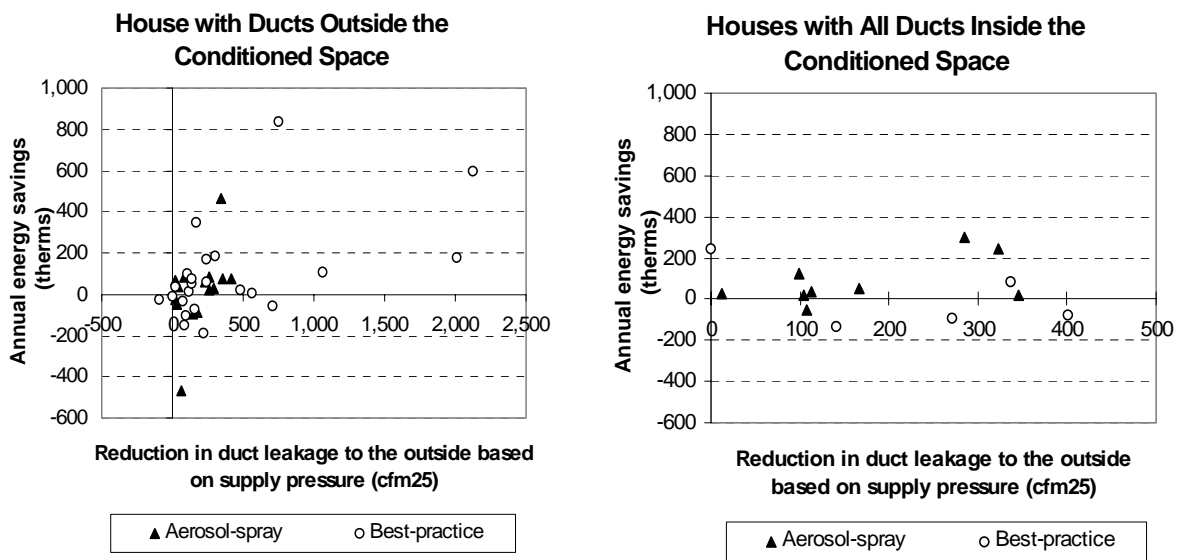 House with Ducts Outside the
Conditioned Space
Annual energy savings
(therms)
1,000
800
600
400
200
0
-200
-400
-600
-500 0 500 1,000 1,500 2,000 2,500
Reduction in duct leakage to the outside based
on supply pressure (cfm25)
Aerosol-spray Best-practice
Houses with All Ducts Inside the
Conditioned Space
Annual energy savings
(therms)
1,000
800
600
400
200
0
-200
-400
-600
0 100 200 300 400 500
Reduction in duct leakage to the outside
based on supply pressure (cfm25)
Aerosol-spray Best-practice